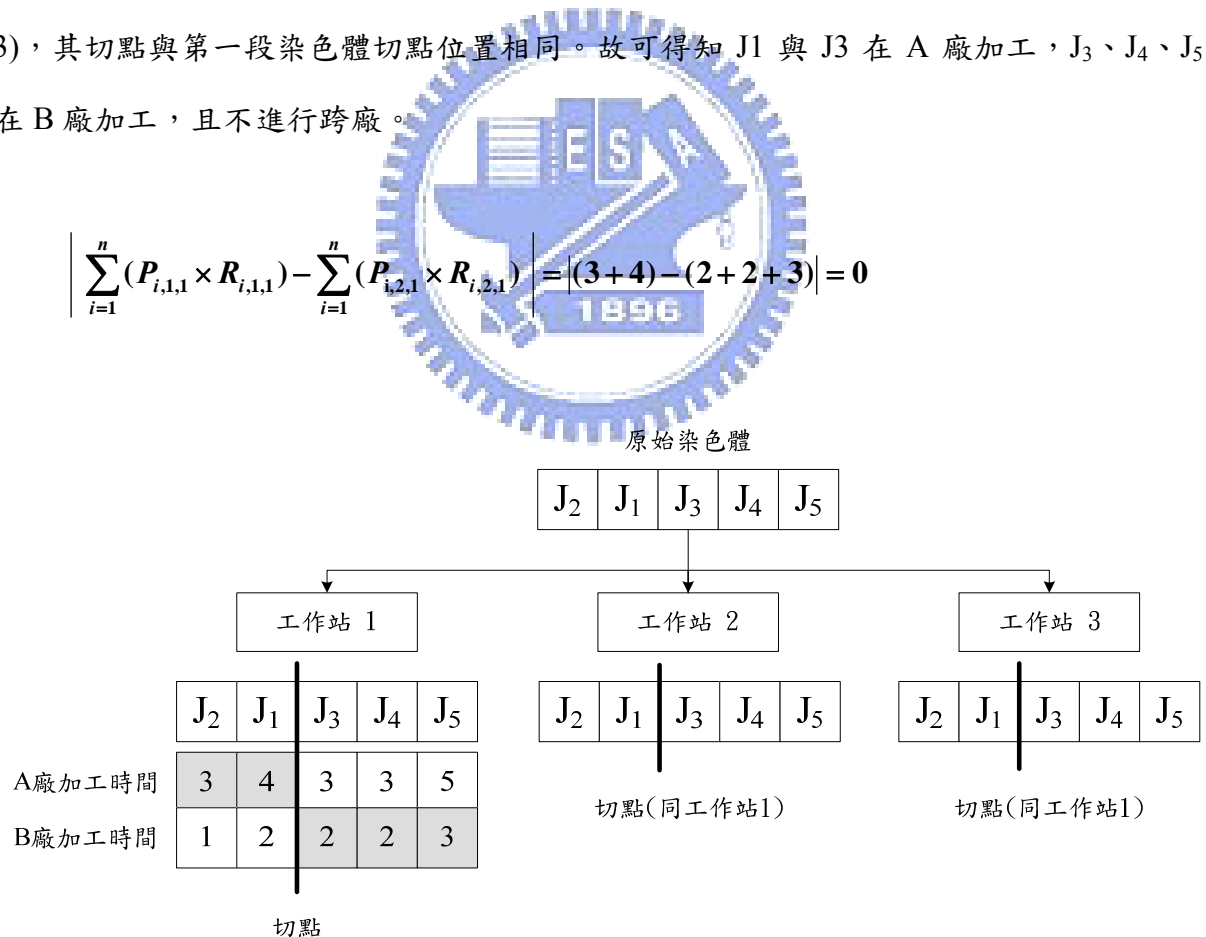 3)，其切點與第一段染色體切點位置相同。故可得知 J1 與 J3 在 A 廠加工，J₃、J₄、J₅
在 B 廠加工，且不進行跨廠。
ESA
| ∑_{i=1}^{n}(P_{i,1,1} × R_{i,1,1}) − ∑_{i=1}^{n}(P_{i,2,1} × R_{i,2,1}) | = |(3+4)−(2+2+3)| = 0
1896
原始染色體
J₂ J₁ J₃ J₄ J₅
工作站 1 工作站 2 工作站 3
J₂ J₁ J₃ J₄ J₅ J₂ J₁ J₃ J₄ J₅ J₂ J₁ J₃ J₄ J₅
A廠加工時間 3 4 3 3 5
切點(同工作站1) 切點(同工作站1)
B廠加工時間 1 2 2 2 3
切點